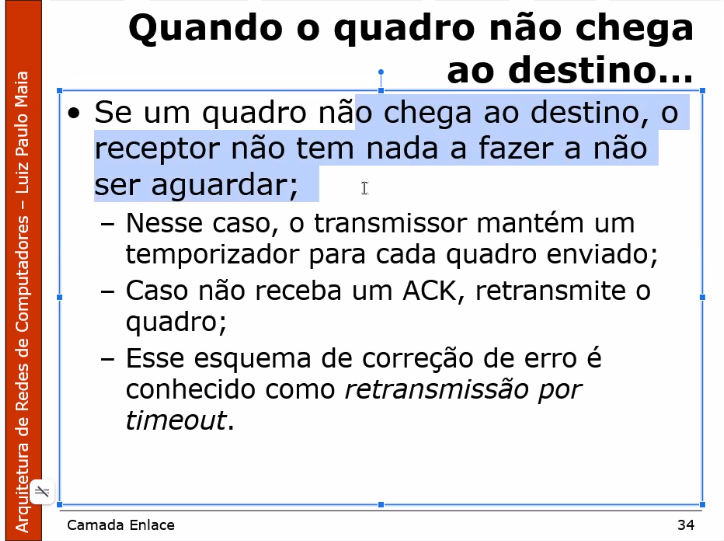 Quando o quadro não chega
ao destino...
• Se um quadro não chega ao destino, o
receptor não tem nada a fazer a não
ser aguardar;
– Nesse caso, o transmissor mantém um
temporizador para cada quadro enviado;
– Caso não receba um ACK, retransmite o
quadro;
– Esse esquema de correção de erro é
conhecido como retransmissão por
timeout.
Arquitetura de Redes de Computadores – Luiz Paulo Maia
Camada Enlace
34